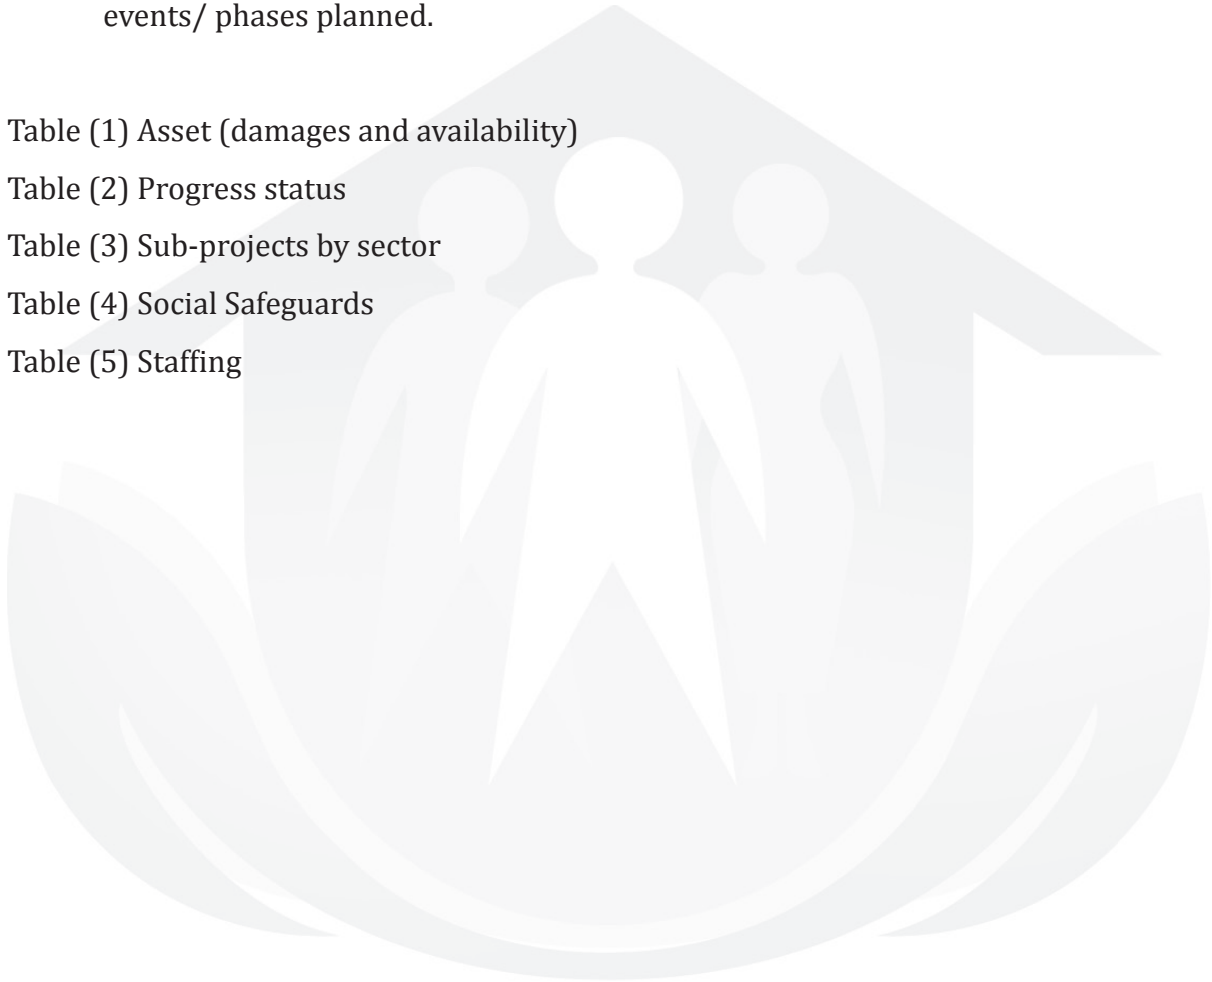 events/ phases planned.
Table (1) Asset (damages and availability)
Table (2) Progress status
Table (3) Sub-projects by sector
Table (4) Social Safeguards
Table (5) Staffing